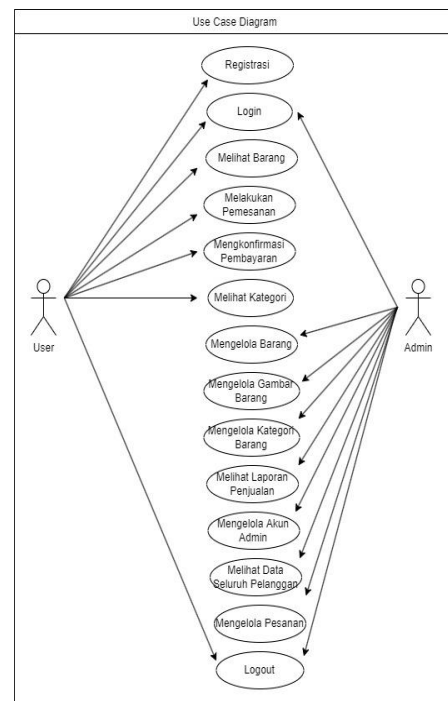 Use Case Diagram
Registrasi
Login
Melihat Barang
Melakukan
Pemesanan
Mengkonfirmasi
Pembayaran
Melihat Kategori
User
Mengelola Barang
Admin
Mengelola Gambar
Barang
Mengelola Kategori
Barang
Melihat Laporan
Penjualan
Mengelola Akun
Admin
Melihat Data
Seluruh Pelanggan
Mengelola Pesanan
Logout